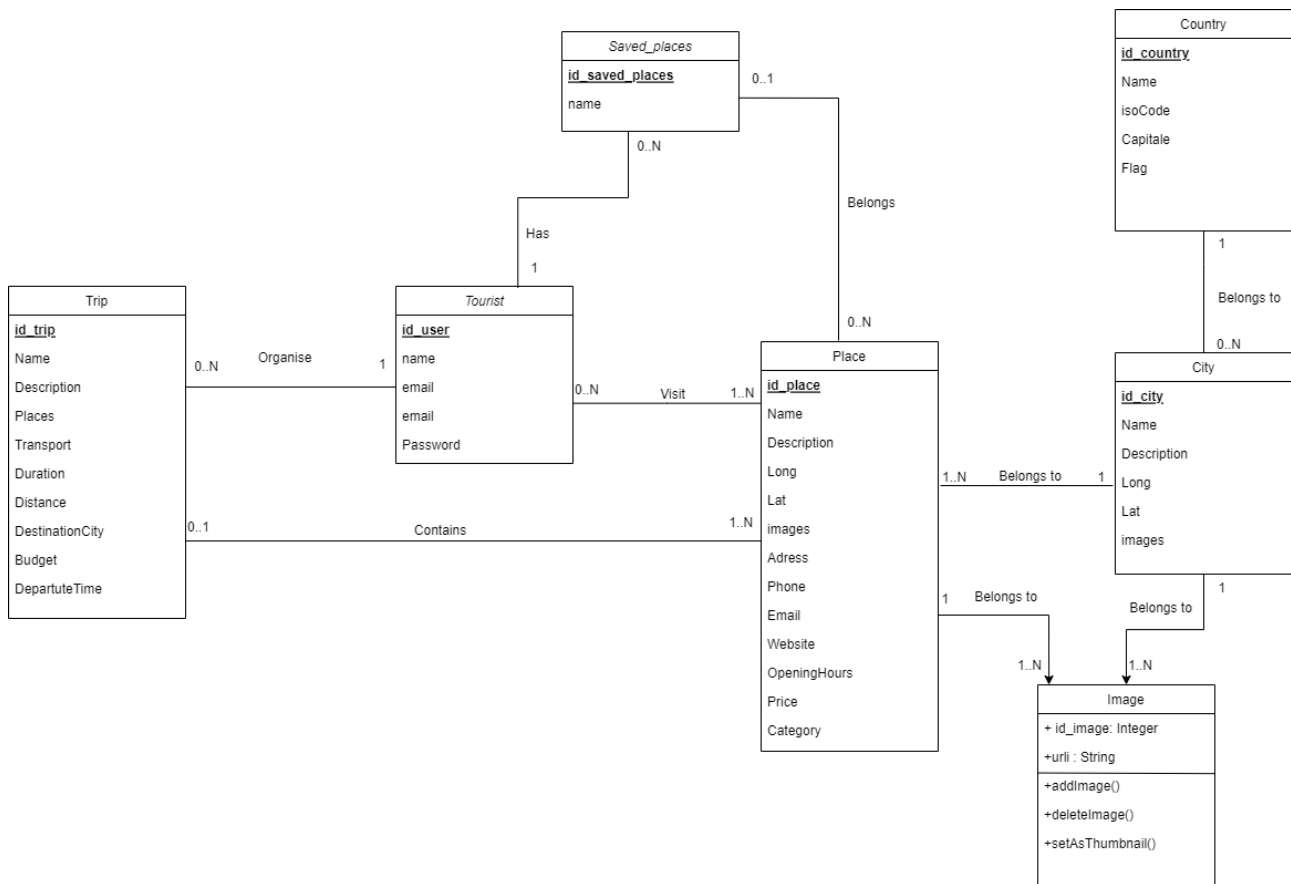 Country
id_country
Name
isoCode
Capitale
Flag
Saved_places
id_saved_places
name
0..1
0..N
Belongs
Has
1
1
Belongs to
0..N
Trip
id_trip
Name
Description
Places
Transport
Duration
Distance
DestinationCity
Budget
DepartuteTime
Organise
0..N
1
Tourist
id_user
name
email
email
Password
0..N
Visit
1..N
0..N
Place
id_place
Name
Description
Long
Lat
images
Adress
Phone
Email
Website
OpeningHours
Price
Category
0..1
Contains
1..N
City
id_city
Name
Description
Long
Lat
images
1..N
Belongs to
1
1
Belongs to
1..N
1
Belongs to
1..N
Image
+ id_image: Integer
+urli : String
+addImage()
+deleteImage()
+setAsThumbnail()